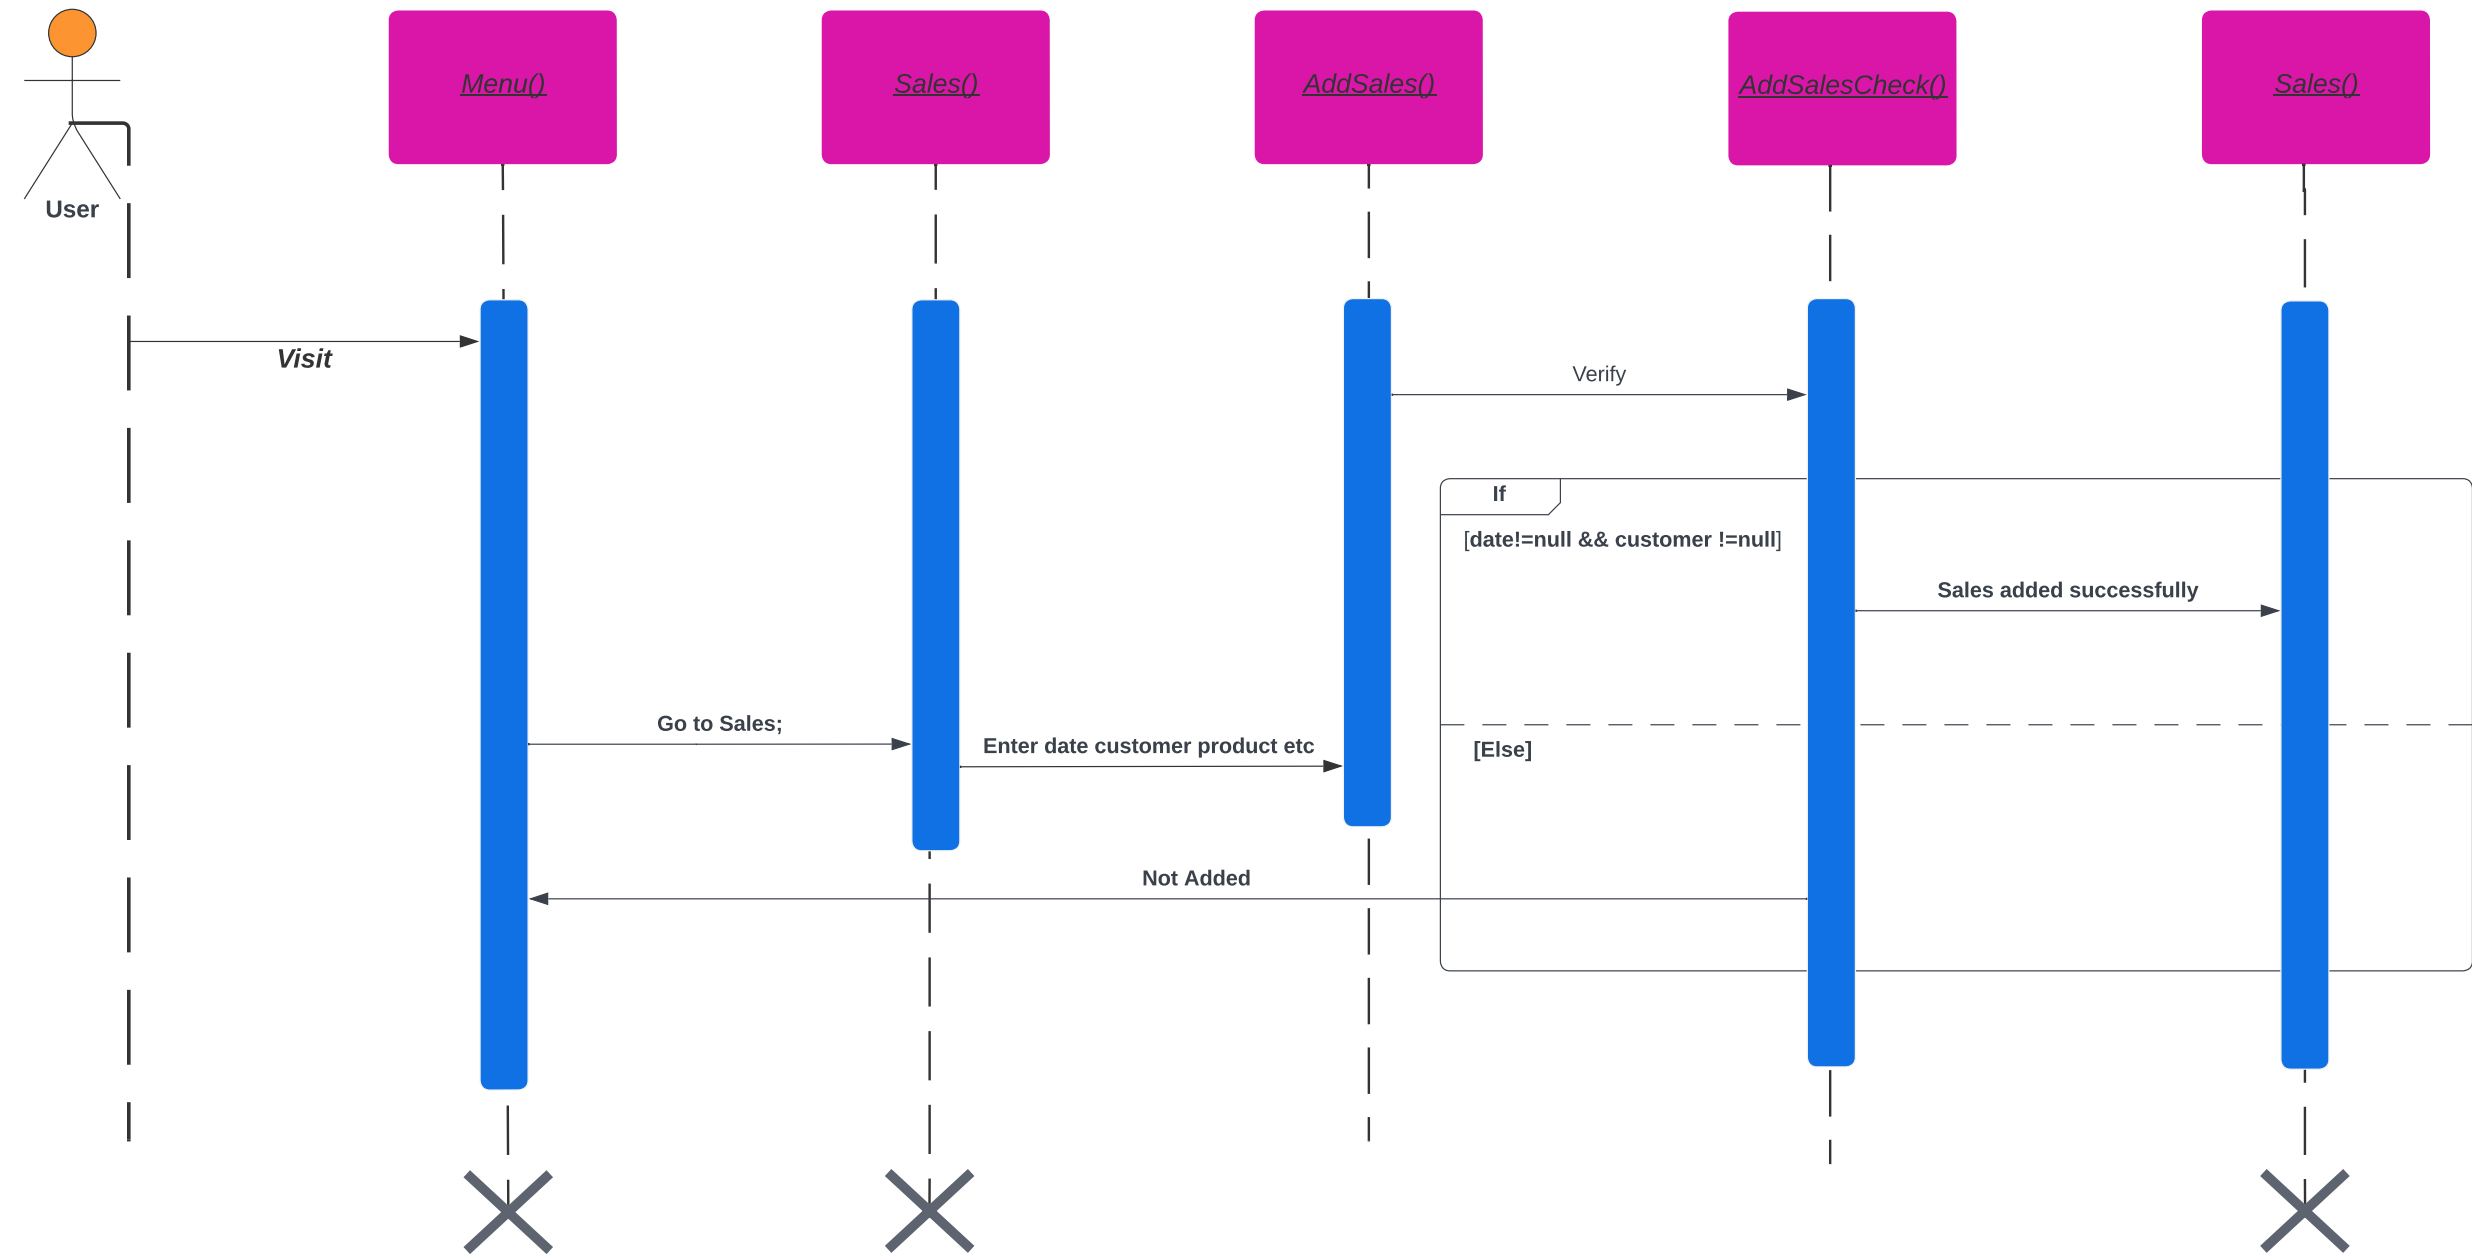 Menu()
Sales()
AddSales()
AddSalesCheck()
Sales()
User
Visit
Verify
If
[date!=null && customer !=null]
Sales added successfully
Go to Sales;
Enter date customer product etc
[Else]
Not Added